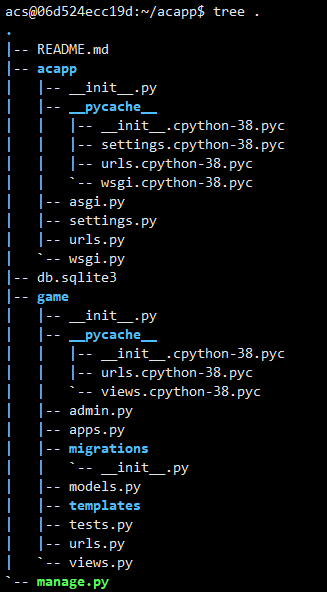 acs@06d524ecc19d:~/acapp$ tree .
.
|-- README.md
|-- acapp
|   |-- __init__.py
|   |-- __pycache__
|   |   |-- __init__.cpython-38.pyc
|   |   |-- settings.cpython-38.pyc
|   |   |-- urls.cpython-38.pyc
|   |   `-- wsgi.cpython-38.pyc
|   |-- asgi.py
|   |-- settings.py
|   |-- urls.py
|   `-- wsgi.py
|-- db.sqlite3
|-- game
|   |-- __init__.py
|   |-- __pycache__
|   |   |-- __init__.cpython-38.pyc
|   |   |-- urls.cpython-38.pyc
|   |   `-- views.cpython-38.pyc
|   |-- admin.py
|   |-- apps.py
|   |-- migrations
|   |   `-- __init__.py
|   |-- models.py
|   |-- templates
|   |-- tests.py
|   |-- urls.py
|   `-- views.py
`-- manage.py